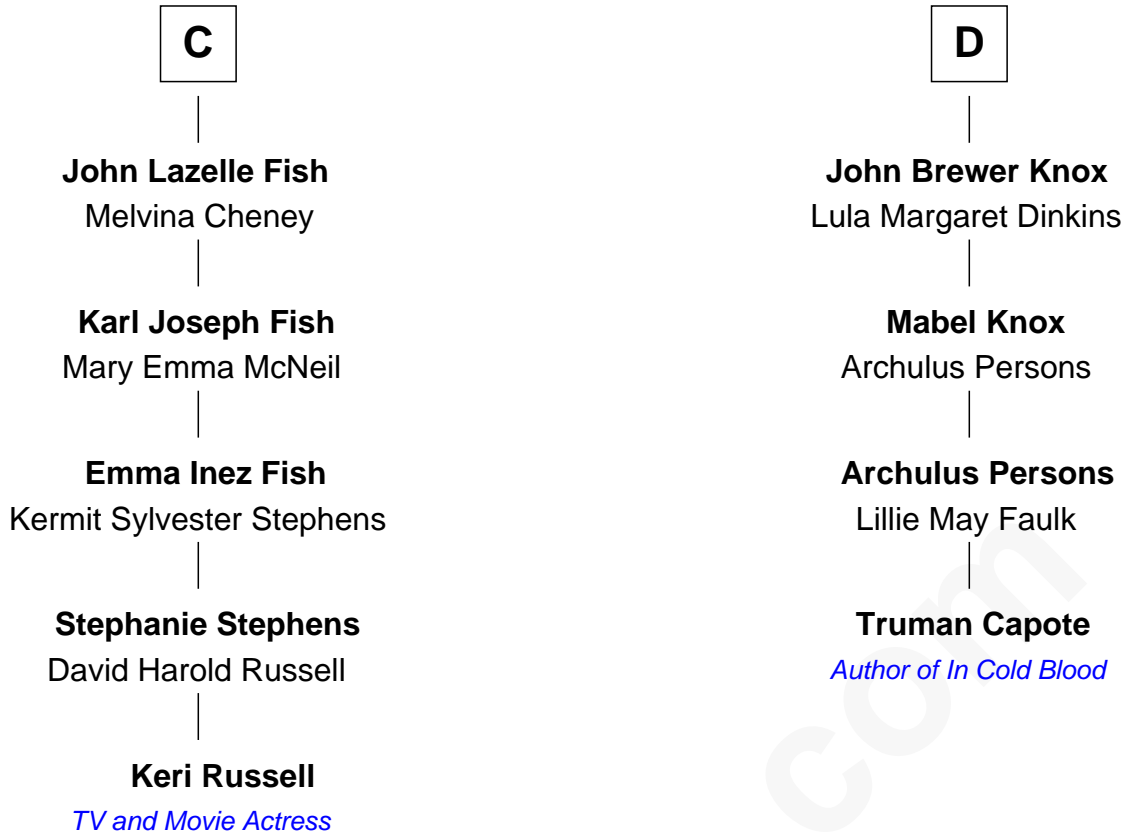 C
John Lazelle Fish
Melvina Cheney
Karl Joseph Fish
Mary Emma McNeil
Emma Inez Fish
Kermit Sylvester Stephens
Stephanie Stephens
David Harold Russell
Keri Russell
TV and Movie Actress
D
John Brewer Knox
Lula Margaret Dinkins
Mabel Knox
Archulus Persons
Archulus Persons
Lillie May Faulk
Truman Capote
Author of In Cold Blood
com